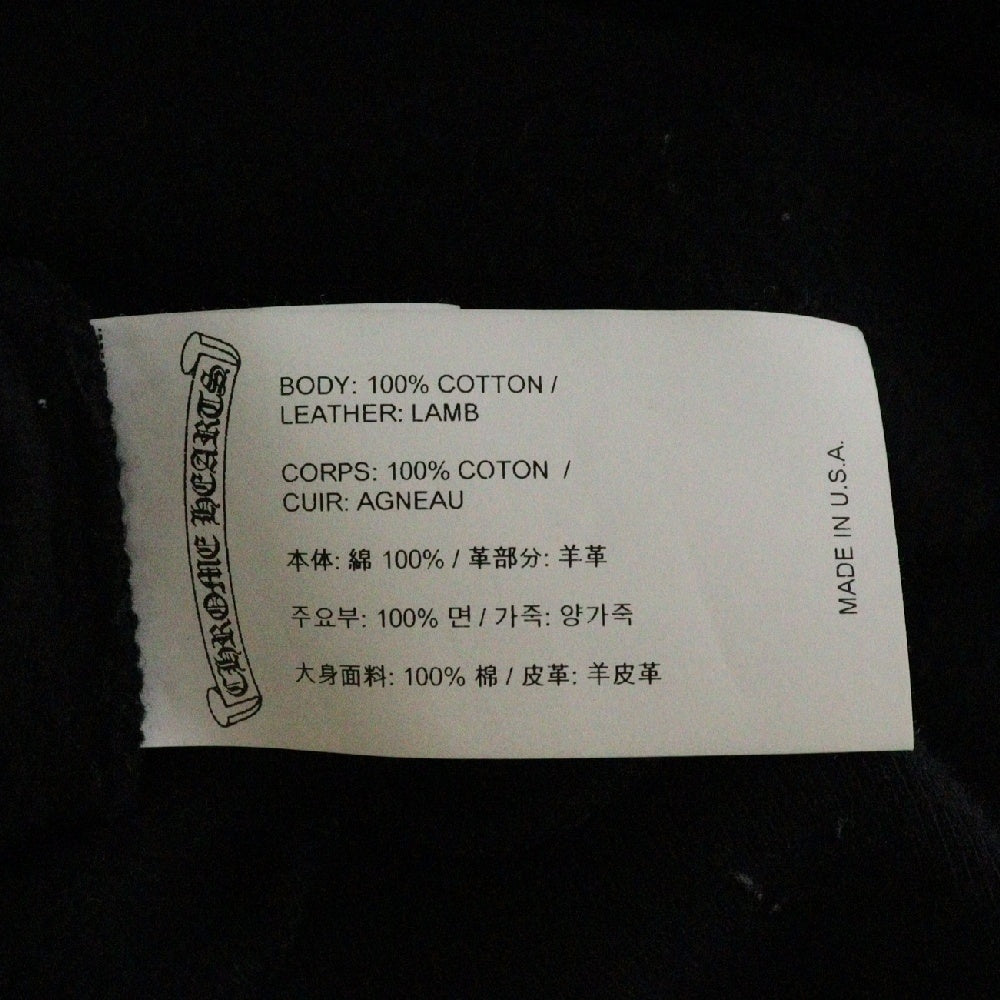 CHROME HEARTS
BODY: 100% COTTON /
LEATHER: LAMB
CORPS: 100% COTON /
CUIR: AGNEAU
本体: 綿 100% / 革部分: 羊革
주요부: 100% 면 / 가죽: 양가죽
大身面料: 100% 棉 / 皮革: 羊皮革
MADE IN U.S.A.